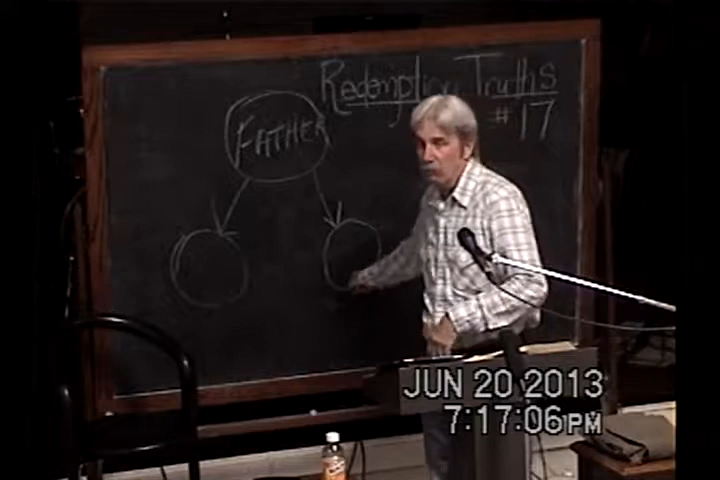 Redemption Truths
# 17
FATHER
JUN 20 2013
7:17:06PM